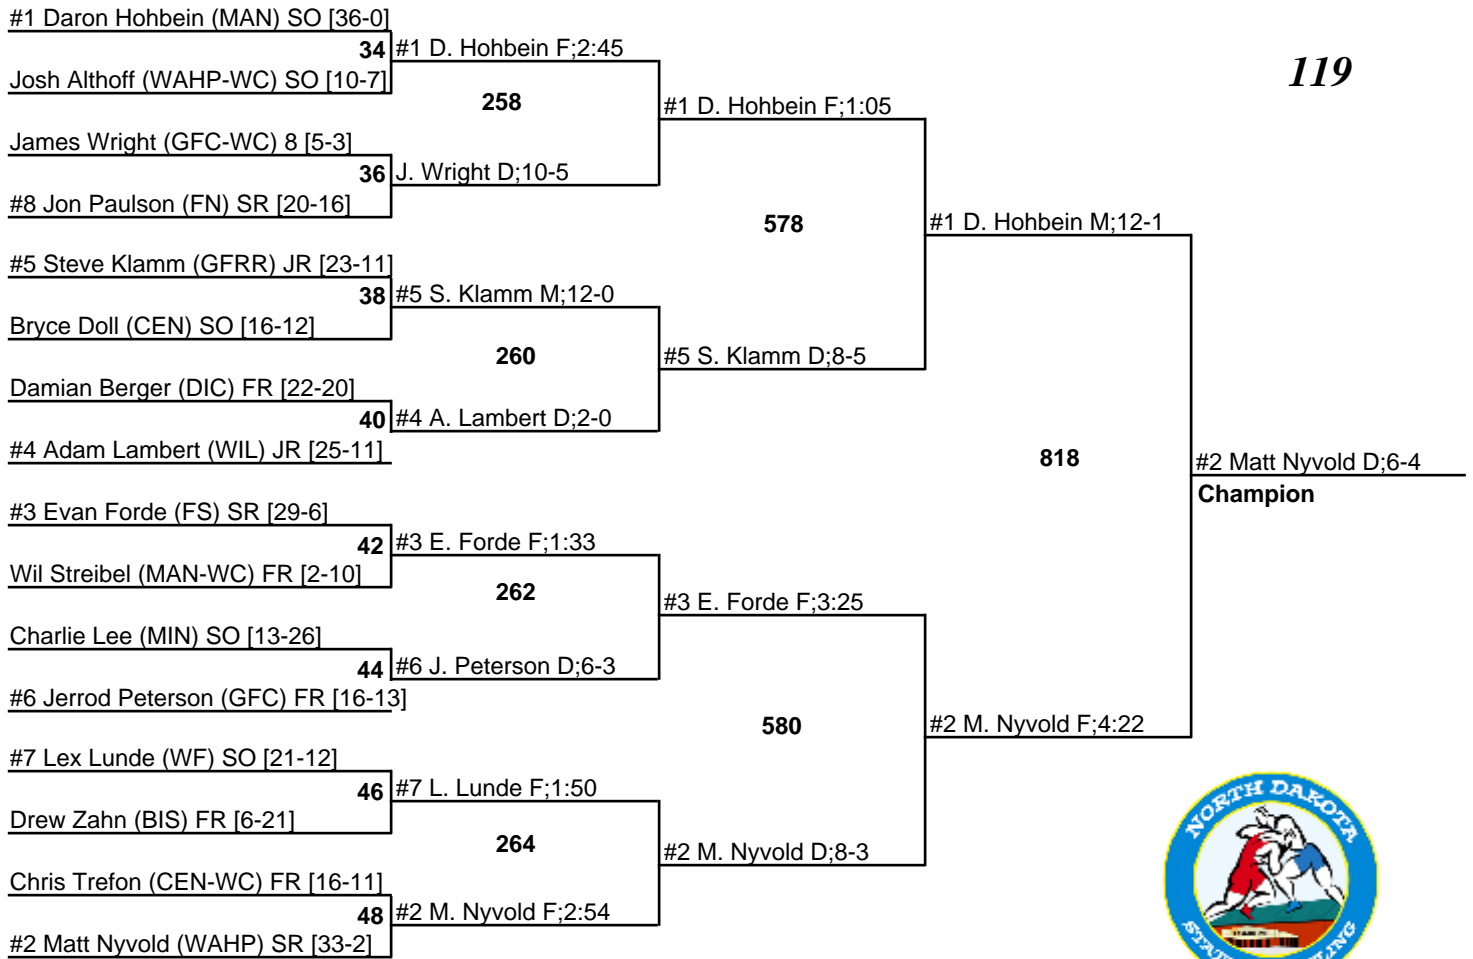 #1 Daron Hohbein (MAN) SO [36-0]
34 #1 D. Hohbein F;2:45
119
Josh Althoff (WAHP-WC) SO [10-7]
258
#1 D. Hohbein F;1:05
James Wright (GFC-WC) 8 [5-3]
36 J. Wright D;10-5
#8 Jon Paulson (FN) SR [20-16]
578
#1 D. Hohbein M;12-1
#5 Steve Klamm (GFRR) JR [23-11]
38 #5 S. Klamm M;12-0
Bryce Doll (CEN) SO [16-12]
260
#5 S. Klamm D;8-5
Damian Berger (DIC) FR [22-20]
40 #4 A. Lambert D;2-0
#4 Adam Lambert (WIL) JR [25-11]
818
#2 Matt Nyvold D;6-4
Champion
#3 Evan Forde (FS) SR [29-6]
42 #3 E. Forde F;1:33
Wil Streibel (MAN-WC) FR [2-10]
262
#3 E. Forde F;3:25
Charlie Lee (MIN) SO [13-26]
44 #6 J. Peterson D;6-3
#6 Jerrod Peterson (GFC) FR [16-13]
580
#2 M. Nyvold F;4:22
#7 Lex Lunde (WF) SO [21-12]
46 #7 L. Lunde F;1:50
Drew Zahn (BIS) FR [6-21]
264
#2 M. Nyvold D;8-3
Chris Trefon (CEN-WC) FR [16-11]
48 #2 M. Nyvold F;2:54
#2 Matt Nyvold (WAHP) SR [33-2]
NORTH DAKOTA